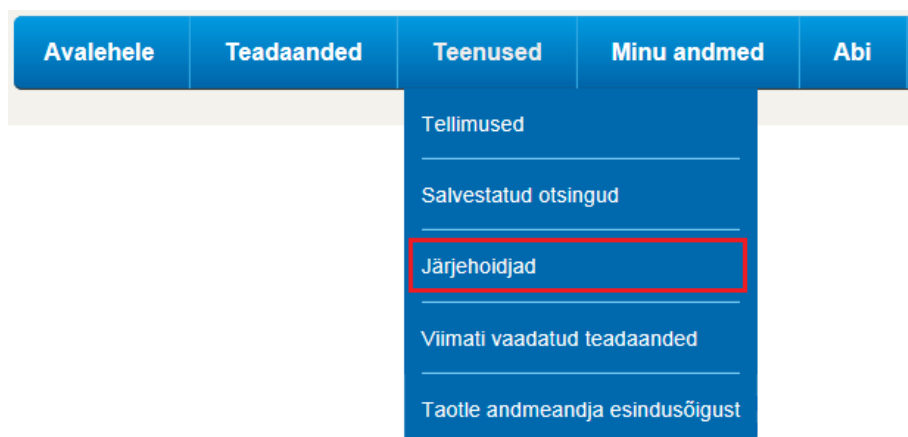 Avalehele Teadaanded Teenused Minu andmed Abi
Tellimused
Salvestatud otsingud
Järjehoidjad
Viimati vaadatud teadaanded
Taotle andmeandja esindusõigust